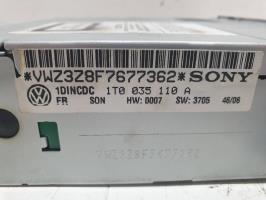 *VWZ3Z8F7677362* SONY
1DINCDC 1T0 035 110 A
FR SON HW: 0007 SW: 3705 46/06